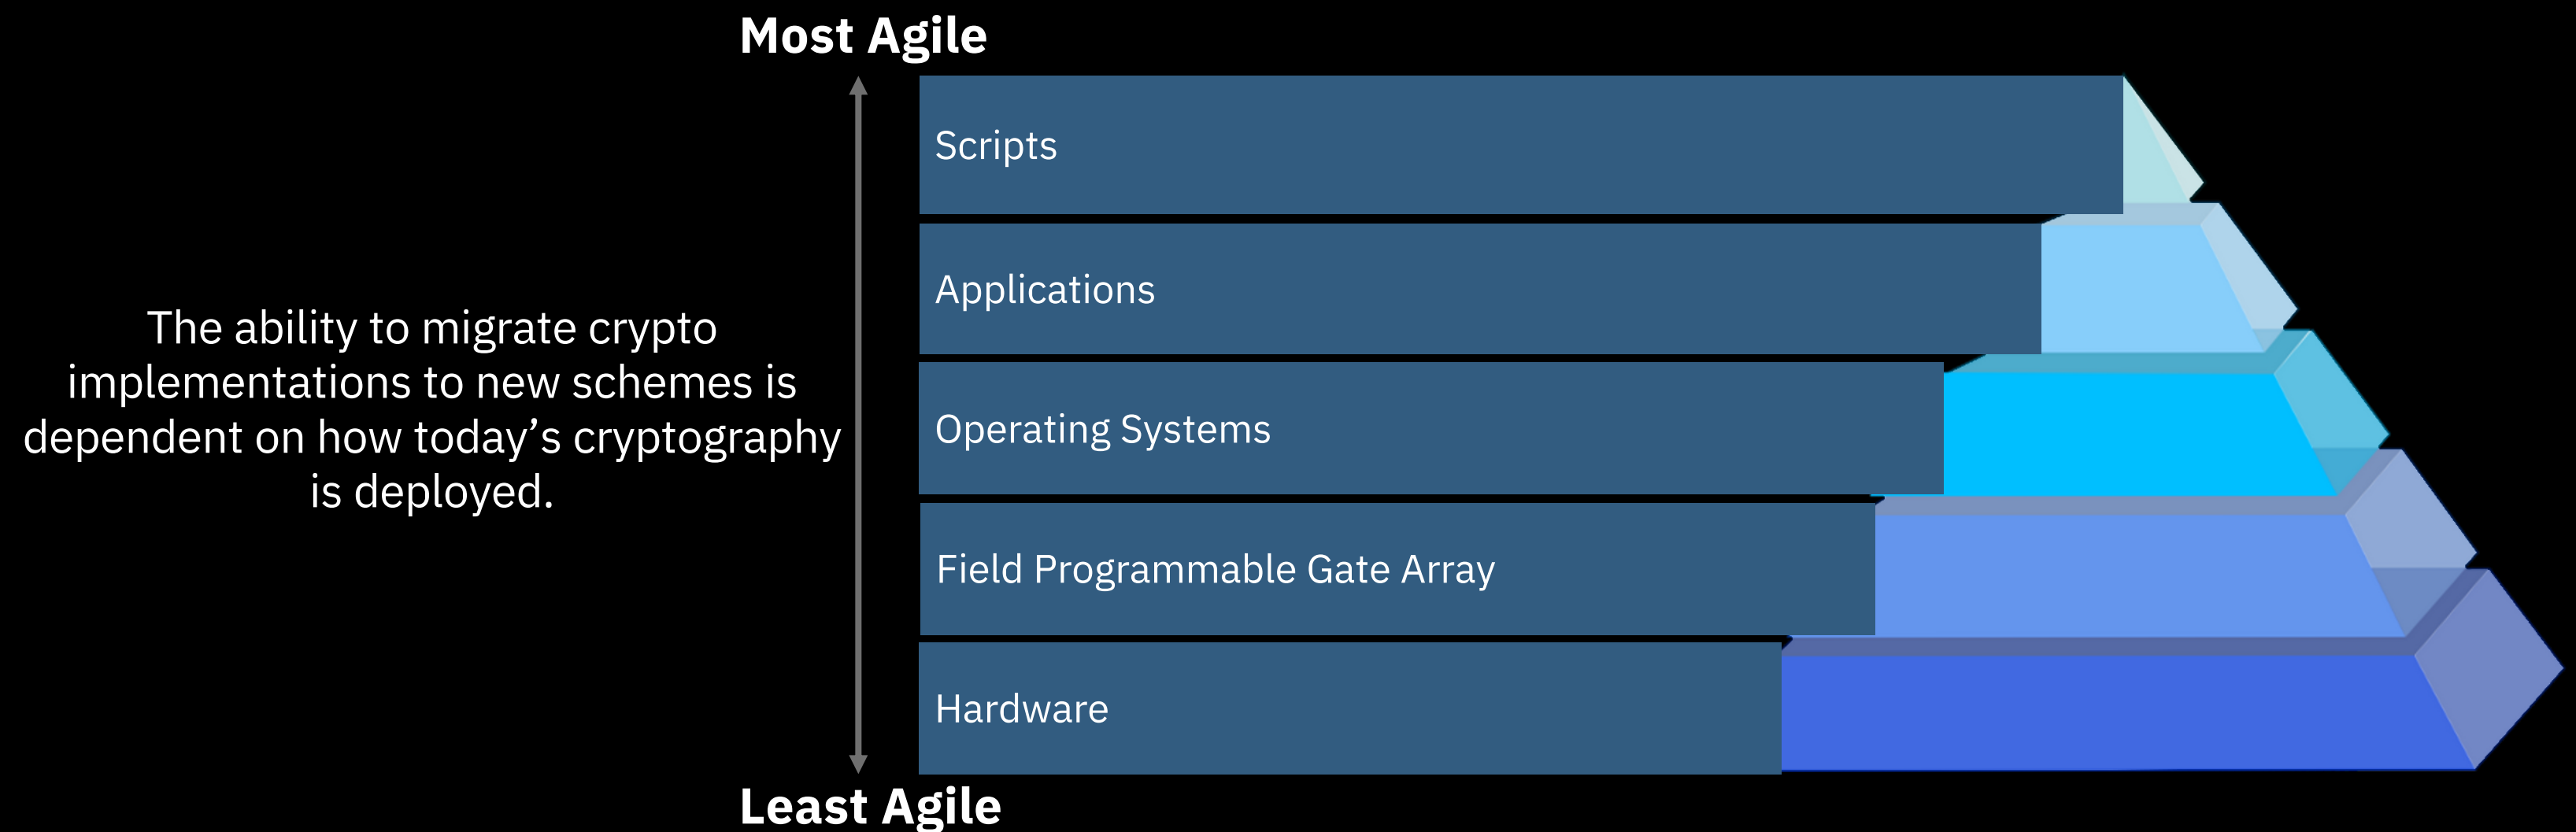 Most Agile
The ability to migrate crypto
implementations to new schemes is
dependent on how today’s cryptography
is deployed.
Scripts
Applications
Operating Systems
Field Programmable Gate Array
Hardware
Least Agile